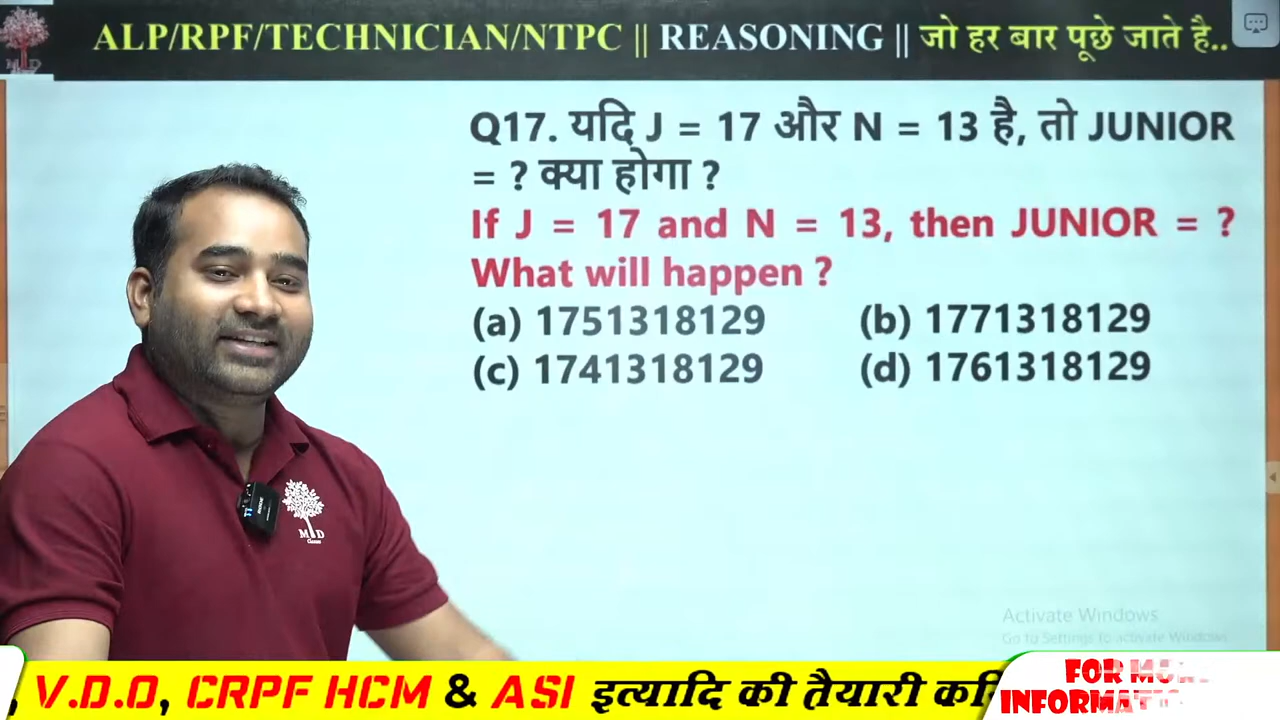 ALP/RPF/TECHNICIAN/NTPC || REASONING || जो हर बार पूछे जाते है..
Q17. यदि J = 17 और N = 13 है, तो JUNIOR
= ? क्या होगा ?
If J = 17 and N = 13, then JUNIOR = ?
What will happen ?
(a) 1751318129 (b) 1771318129
(c) 1741318129 (d) 1761318129
M D
Activate Windows
Go to Settings to activate Windows.
, V.D.O, CRPF HCM & ASI इत्यादि की तैयारी
FOR